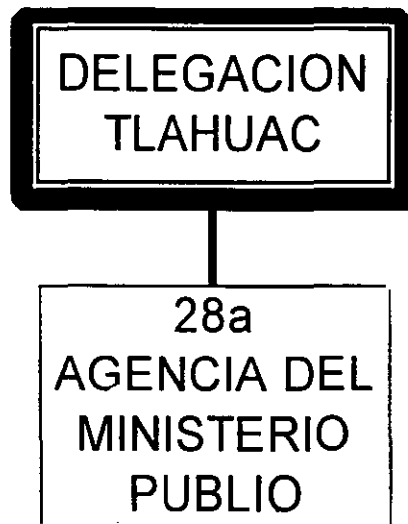 DELEGACION
TLAHUAC
28a
AGENCIA DEL
MINISTERIO
PUBLIO